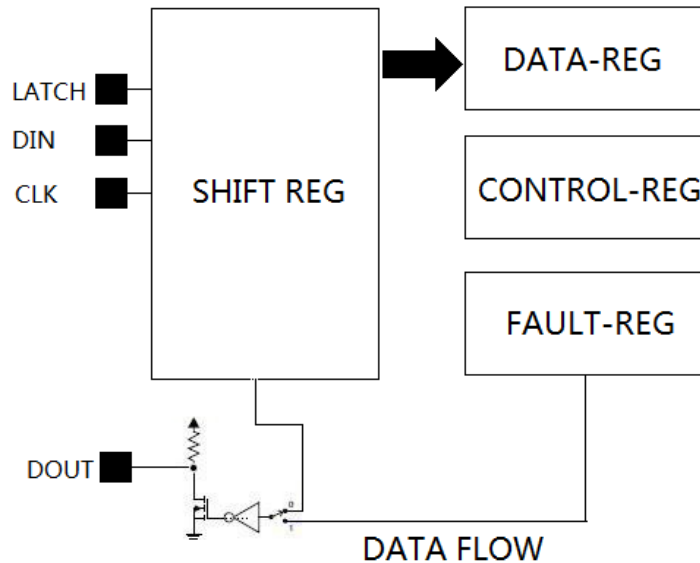 DATA-REG
LATCH
DIN
SHIFT REG
CLK
CONTROL-REG
FAULT-REG
DOUT
0
1
DATA FLOW